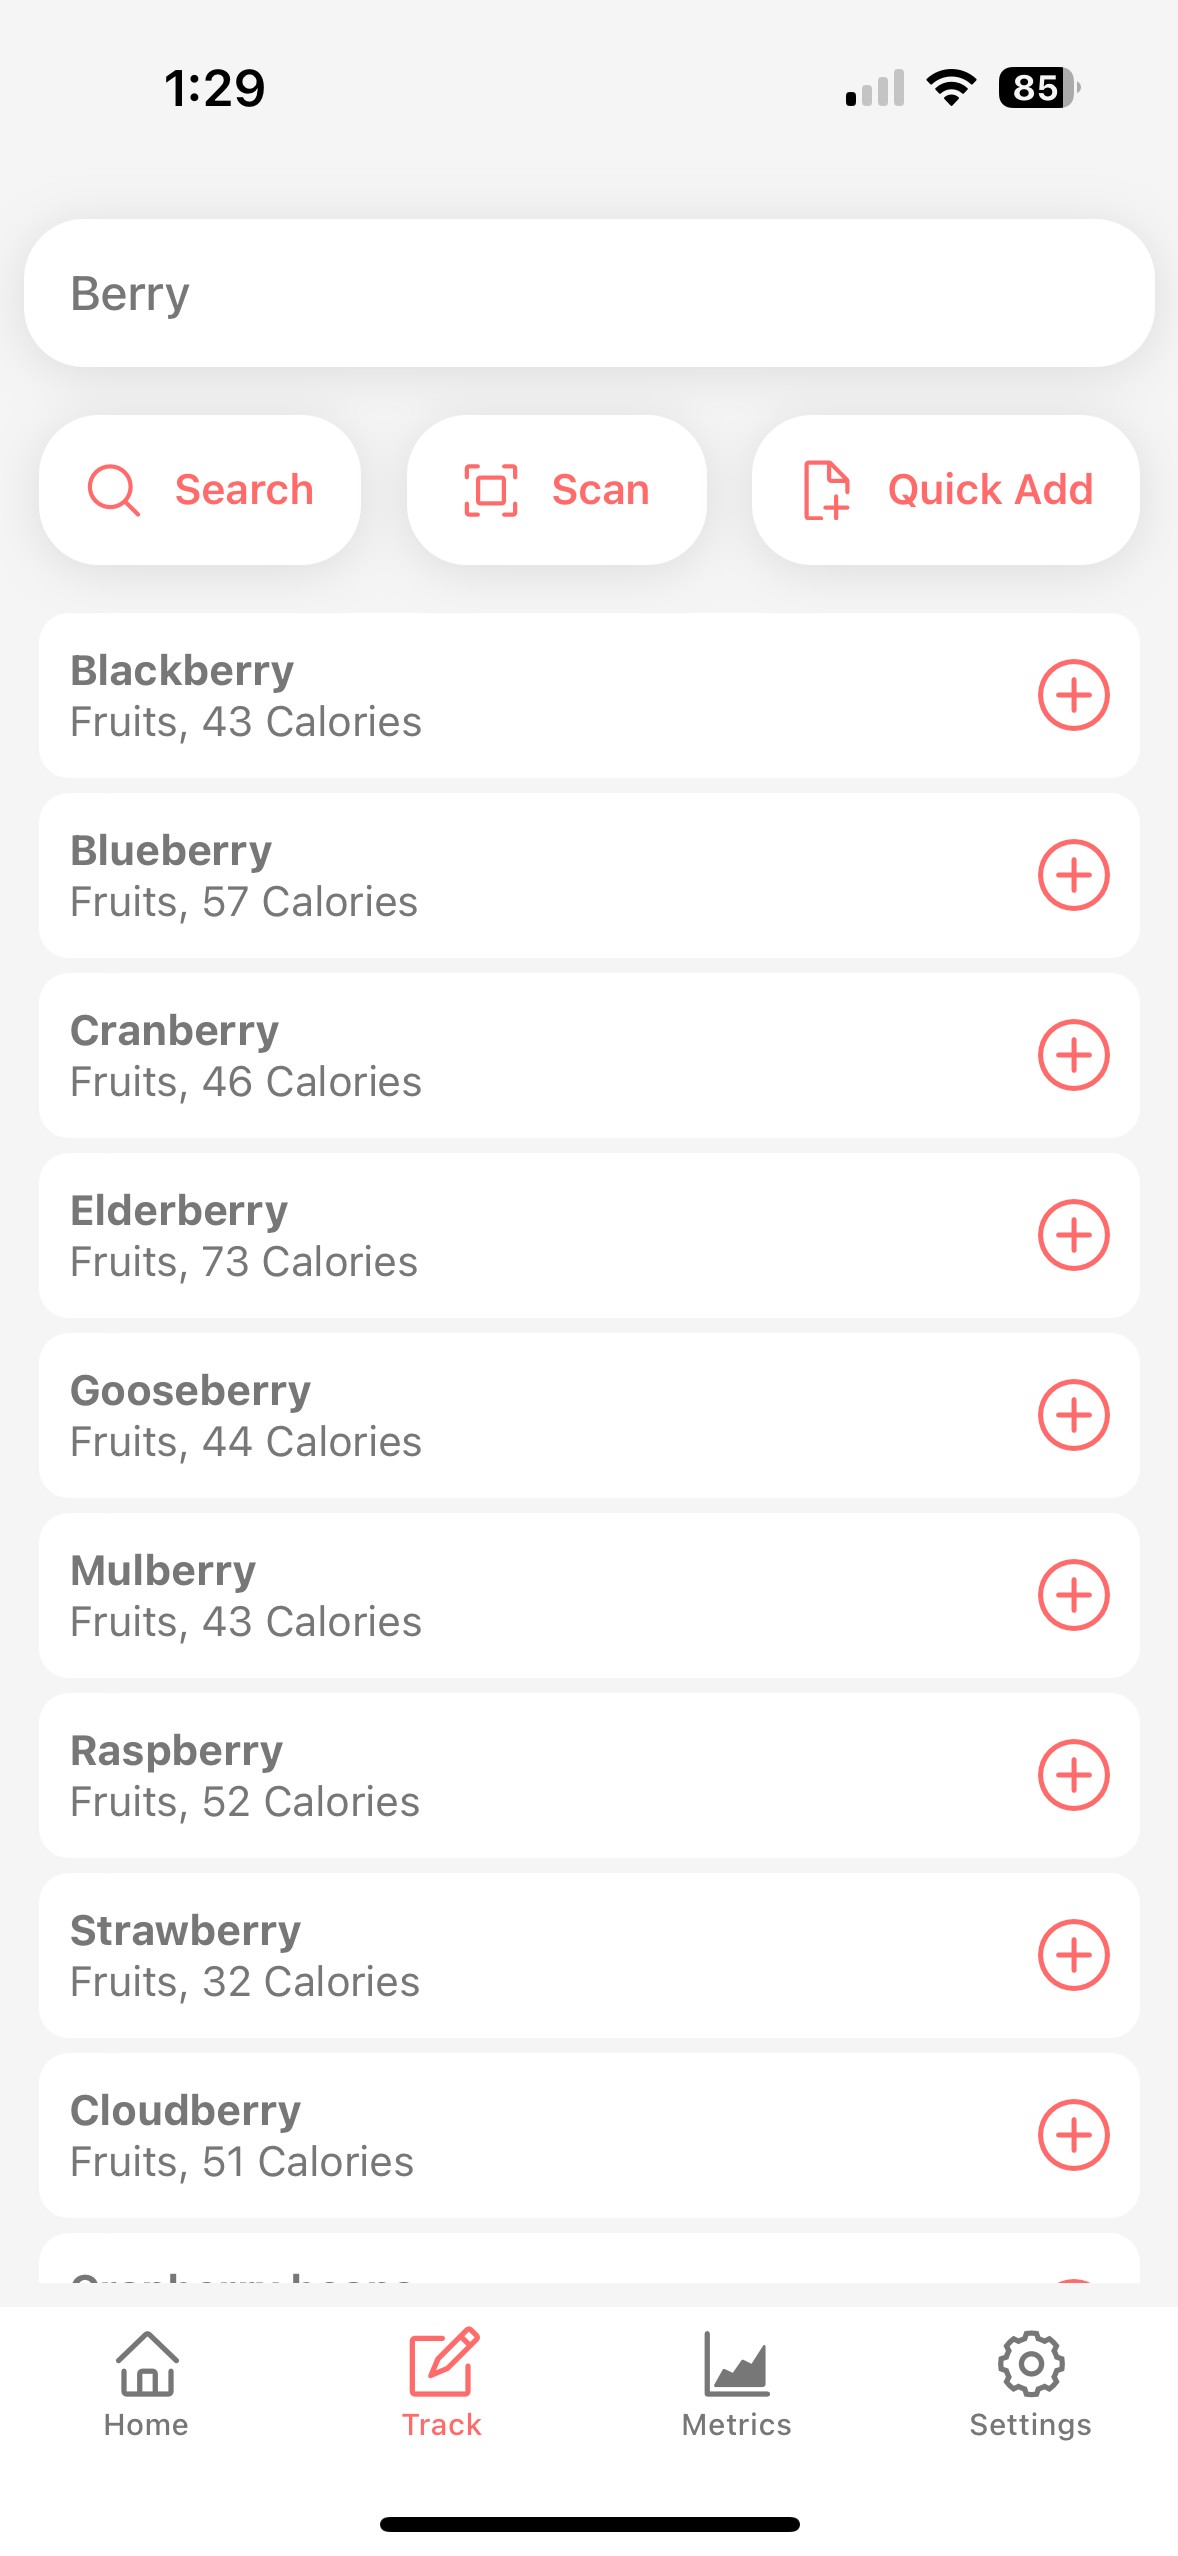 1:29
85
Berry
Search
Scan
Quick Add
Blackberry
Fruits, 43 Calories
Blueberry
Fruits, 57 Calories
Cranberry
Fruits, 46 Calories
Elderberry
Fruits, 73 Calories
Gooseberry
Fruits, 44 Calories
Mulberry
Fruits, 43 Calories
Raspberry
Fruits, 52 Calories
Strawberry
Fruits, 32 Calories
Cloudberry
Fruits, 51 Calories
Cranberry beans
Home
Track
Metrics
Settings